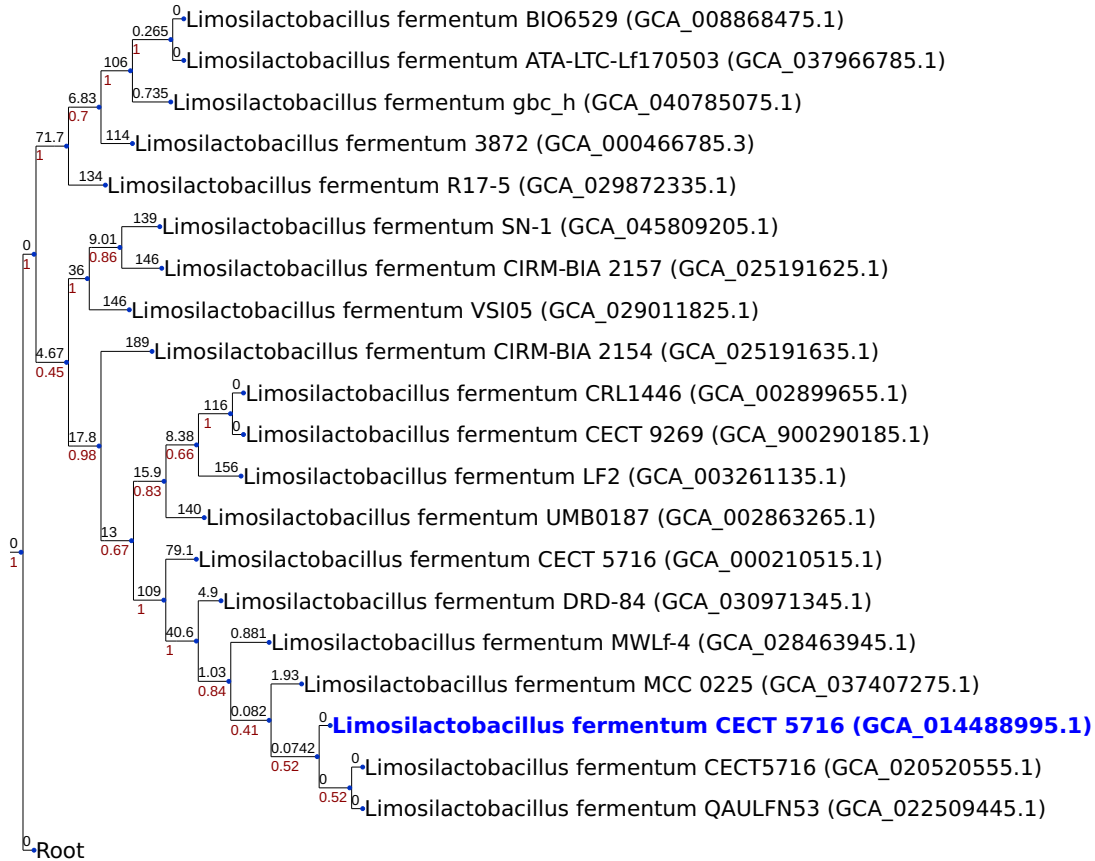 0
Limosilactobacillus fermentum BIO6529 (GCA_008868475.1)
0.265
1
0
Limosilactobacillus fermentum ATA-LTC-Lf170503 (GCA_037966785.1)
106
1
0.735
Limosilactobacillus fermentum gbc_h (GCA_040785075.1)
6.83
0.7
114
Limosilactobacillus fermentum 3872 (GCA_000466785.3)
71.7
1
134
Limosilactobacillus fermentum R17-5 (GCA_029872335.1)
139
Limosilactobacillus fermentum SN-1 (GCA_045809205.1)
9.01
0.86
0
1
146
Limosilactobacillus fermentum CIRM-BIA 2157 (GCA_025191625.1)
36
1
146
Limosilactobacillus fermentum VSI05 (GCA_029011825.1)
189
Limosilactobacillus fermentum CIRM-BIA 2154 (GCA_025191635.1)
4.67
0.45
0
Limosilactobacillus fermentum CRL1446 (GCA_002899655.1)
116
1
0
Limosilactobacillus fermentum CECT 9269 (GCA_900290185.1)
8.38
0.66
17.8
0.98
156
Limosilactobacillus fermentum LF2 (GCA_003261135.1)
15.9
0.83
140
Limosilactobacillus fermentum UMB0187 (GCA_002863265.1)
13
0.67
0
1
79.1
Limosilactobacillus fermentum CECT 5716 (GCA_000210515.1)
109
1
4.9
Limosilactobacillus fermentum DRD-84 (GCA_030971345.1)
40.6
1
0.881
Limosilactobacillus fermentum MWLf-4 (GCA_028463945.1)
1.03
0.84
1.93
Limosilactobacillus fermentum MCC 0225 (GCA_037407275.1)
0.082
0.41
0
Limosilactobacillus fermentum CECT 5716 (GCA_014488995.1)
0.0742
0.52
0
Limosilactobacillus fermentum CECT5716 (GCA_020520555.1)
0
0.52
0
Limosilactobacillus fermentum QAULFN53 (GCA_022509445.1)
0
Root